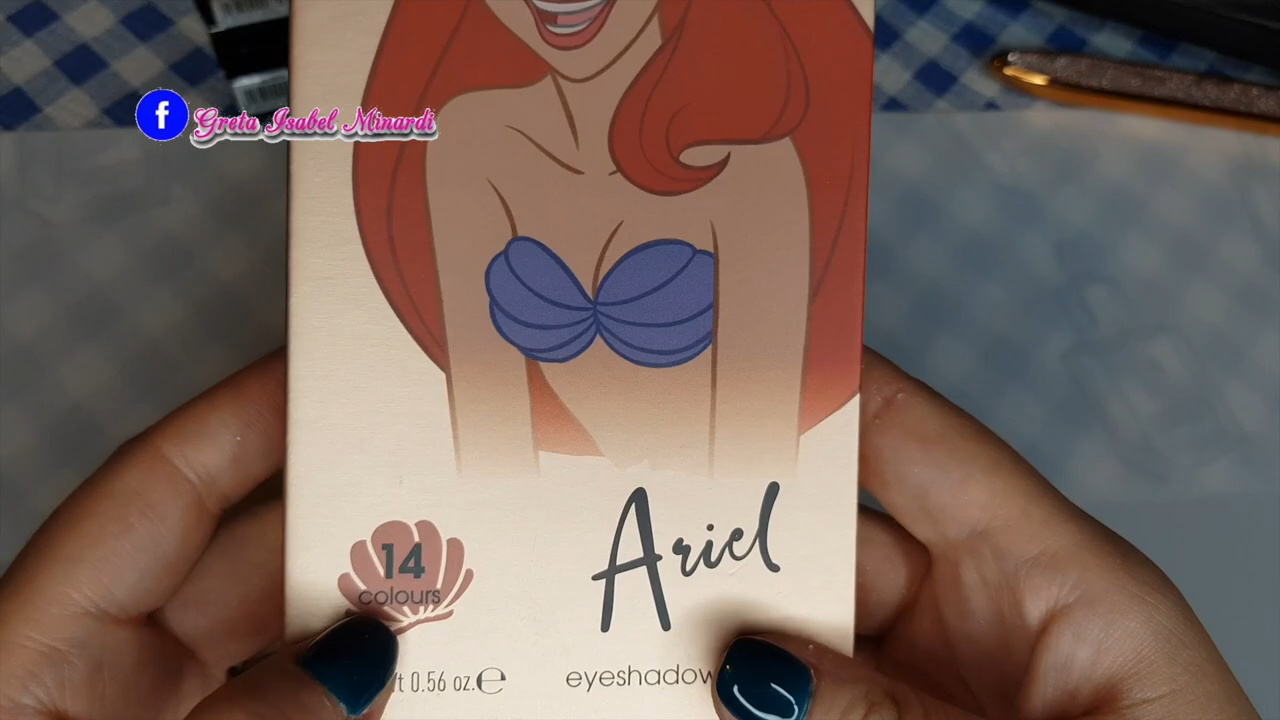 f Greta Isabel Minardi
Ariel
14
colours
t 0.56 oz.℮
eyeshadow